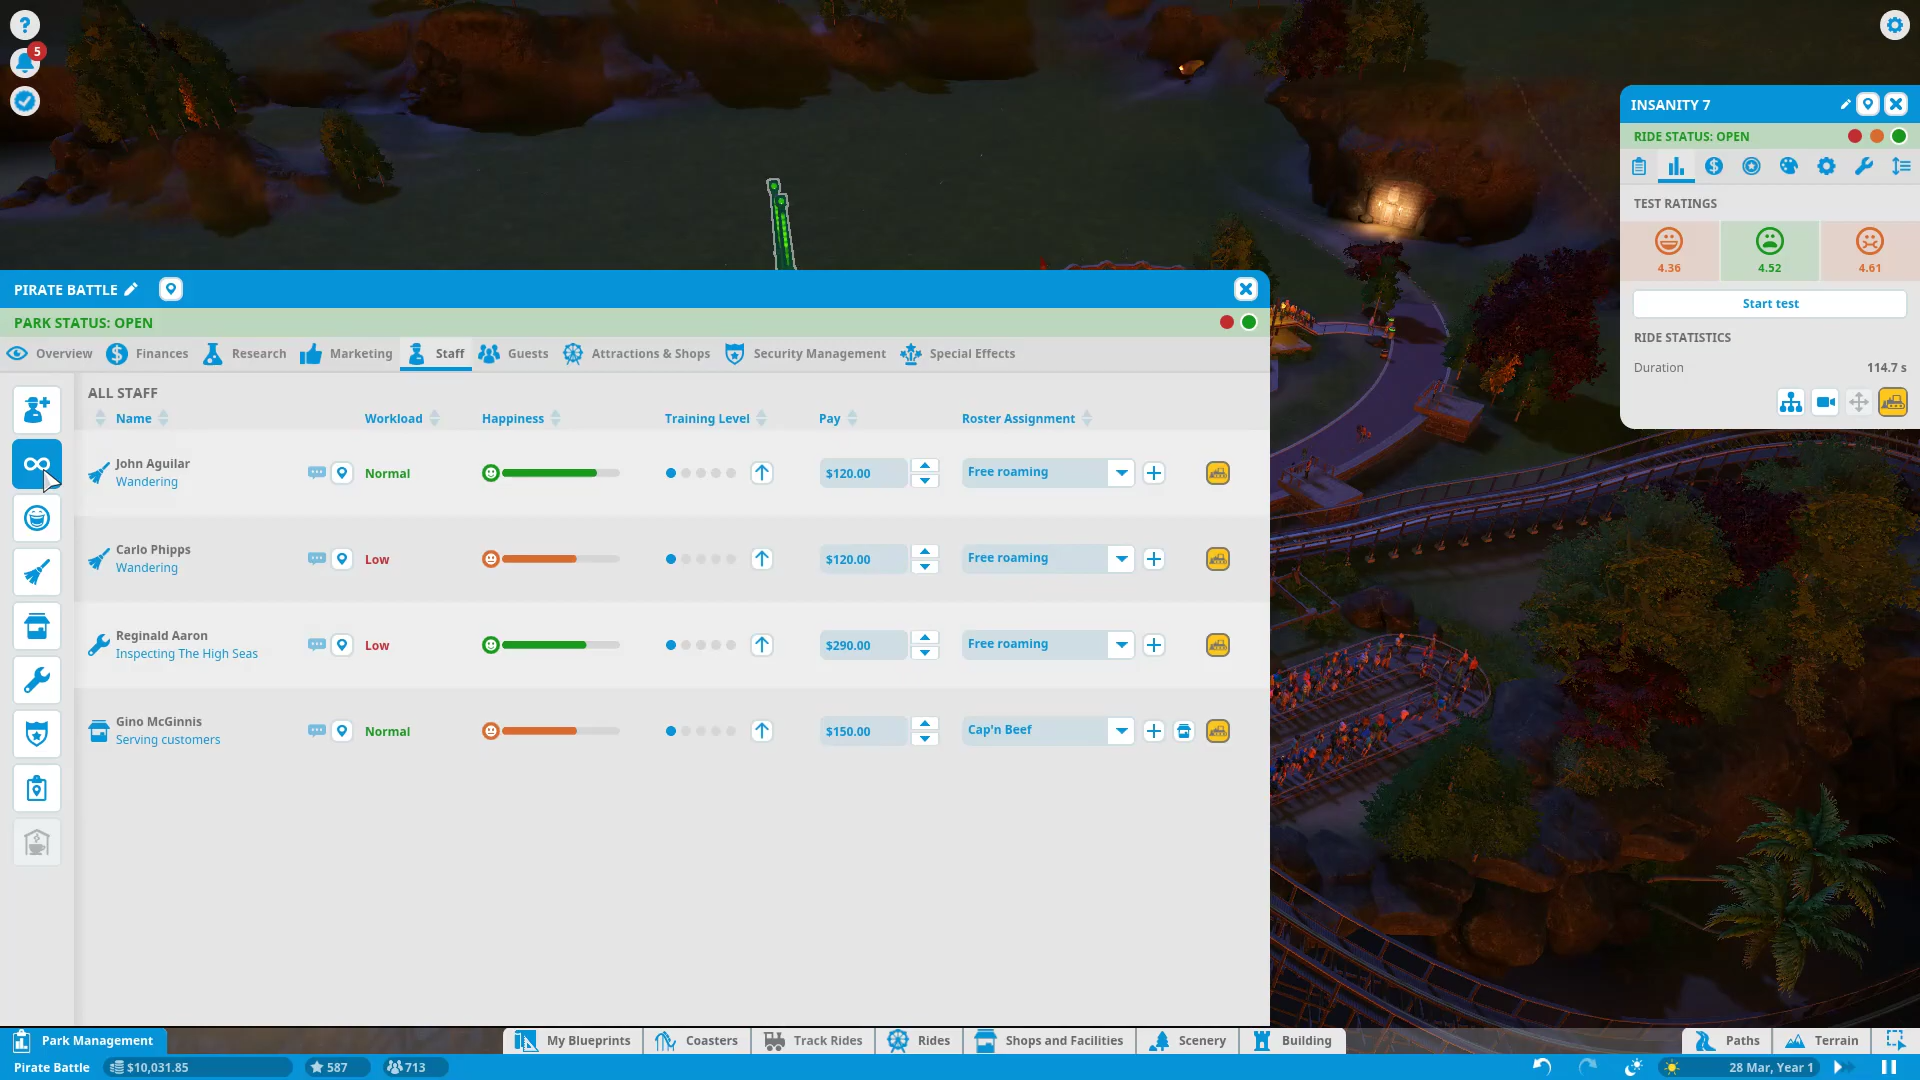 5
INSANITY 7
RIDE STATUS: OPEN
TEST RATINGS
4.36 4.52 4.61
Start test
RIDE STATISTICS
Duration 114.7 s
PIRATE BATTLE
PARK STATUS: OPEN
Overview Finances Research Marketing Staff Guests Attractions & Shops Security Management Special Effects
ALL STAFF
Name Workload Happiness Training Level Pay Roster Assignment
John Aguilar
Wandering
Normal $120.00 Free roaming
Carlo Phipps
Wandering
Low $120.00 Free roaming
Reginald Aaron
Inspecting The High Seas
Low $290.00 Free roaming
Gino McGinnis
Serving customers
Normal $150.00 Cap'n Beef
Park Management My Blueprints Coasters Track Rides Rides Shops and Facilities Scenery Building Paths Terrain
Pirate Battle $10,031.85 587 713 28 Mar, Year 1